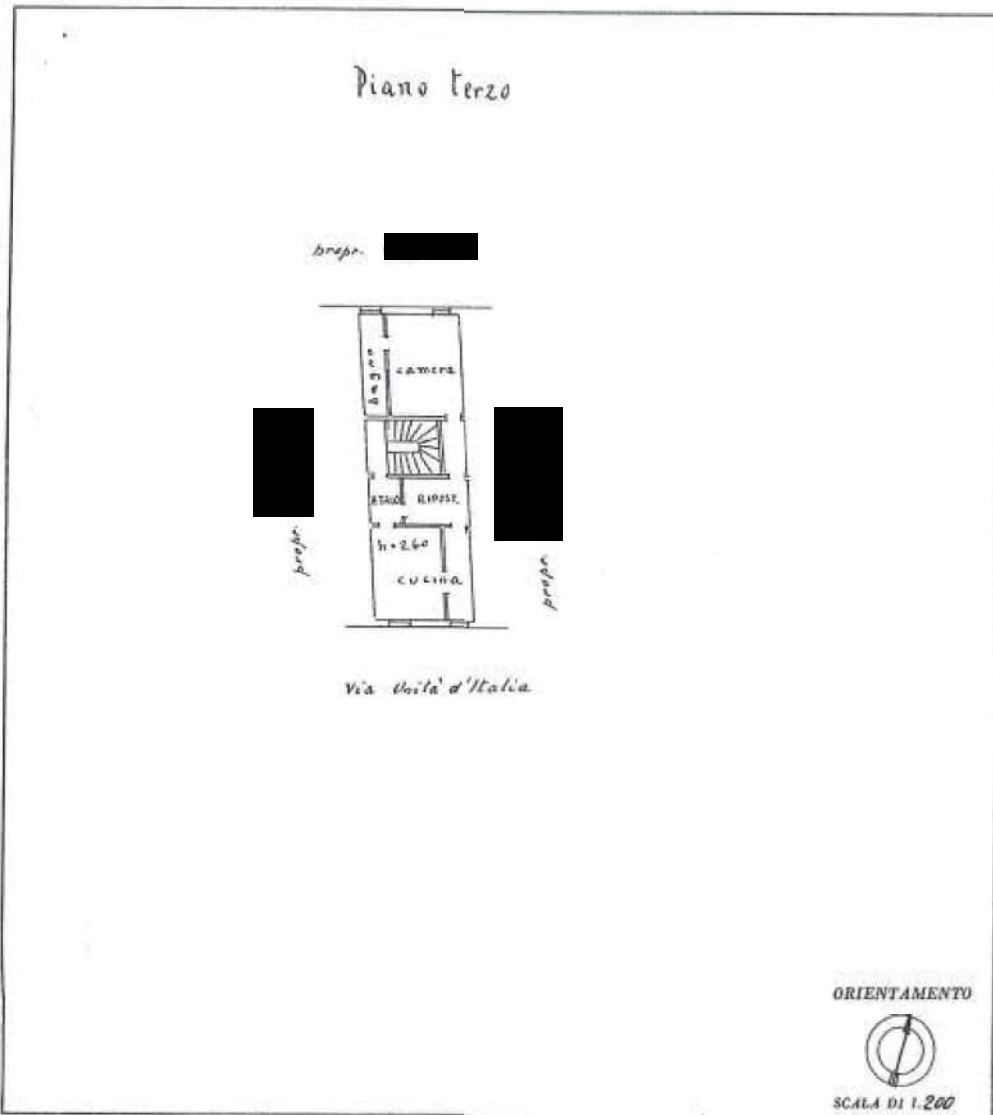 Piano terzo
propr.
bagno
camera
RIPOST.
h=2.60
cucina
propr.
propr.
Via Unità d'Italia
ORIENTAMENTO
N
SCALA DI 1:200